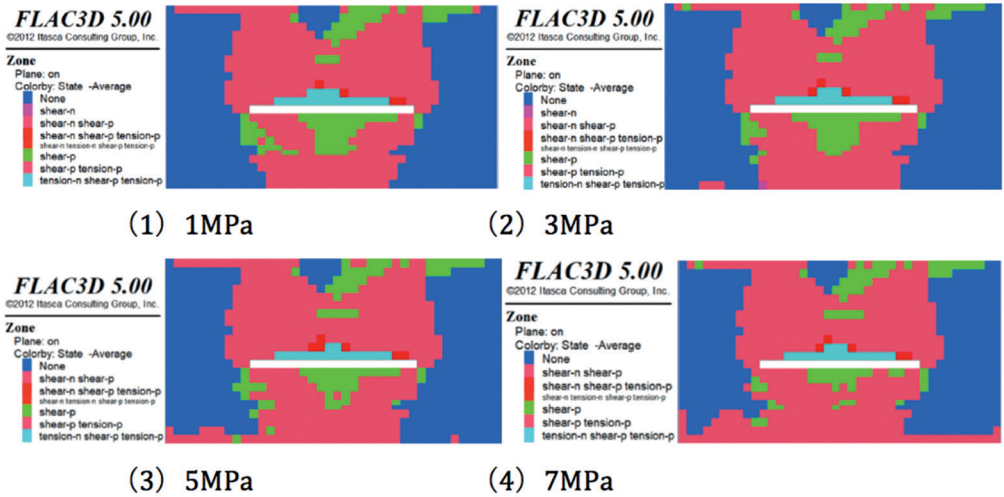 FLAC3D 5.00
©2012 Itasca Consulting Group, Inc.
Zone
Plane: on
Colorby: State -Average
None
shear-n
shear-n shear-p
shear-n shear-p tension-p
shear-n tension-n shear-p tension-p
shear-p
shear-p tension-p
tension-n shear-p tension-p
(1) 1MPa
FLAC3D 5.00
©2012 Itasca Consulting Group, Inc.
Zone
Plane: on
Colorby: State -Average
None
shear-n
shear-n shear-p
shear-n shear-p tension-p
shear-n tension-n shear-p tension-p
shear-p
shear-p tension-p
tension-n shear-p tension-p
(2) 3MPa
FLAC3D 5.00
©2012 Itasca Consulting Group, Inc.
Zone
Plane: on
Colorby: State -Average
None
shear-n shear-p
shear-n shear-p tension-p
shear-n tension-n shear-p tension-p
shear-p
shear-p tension-p
tension-n shear-p tension-p
(3) 5MPa
FLAC3D 5.00
©2012 Itasca Consulting Group, Inc.
Zone
Plane: on
Colorby: State -Average
None
shear-n shear-p
shear-n shear-p tension-p
shear-n tension-n shear-p tension-p
shear-p
shear-p tension-p
tension-n shear-p tension-p
(4) 7MPa